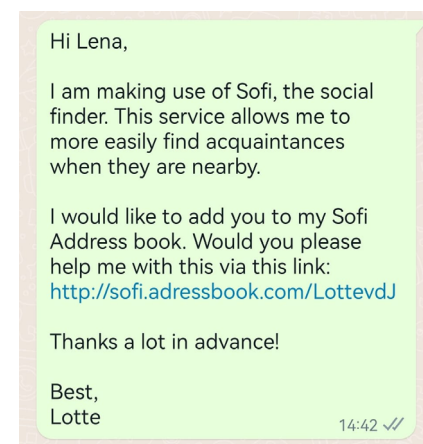 Hi Lena,
I am making use of Sofi, the social
finder. This service allows me to
more easily find acquaintances
when they are nearby.
I would like to add you to my Sofi
Address book. Would you please
help me with this via this link:
http://sofi.adressbook.com/LottevdJ
Thanks a lot in advance!
Best,
Lotte
14:42